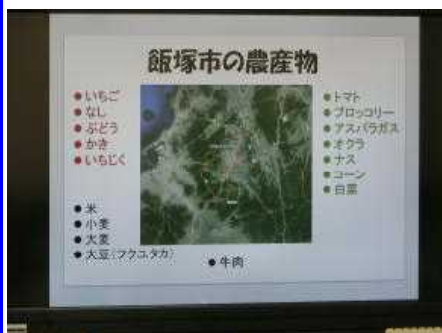 飯塚市の農産物
● いちご
● なし
● ぶどう
● かき
● いちじく
● トマト
● ブロッコリー
● アスパラガス
● オクラ
● ナス
● コーン
● 白菜
● 米
● 小麦
● 大麦
● 大豆(フクユタカ)
● 牛肉